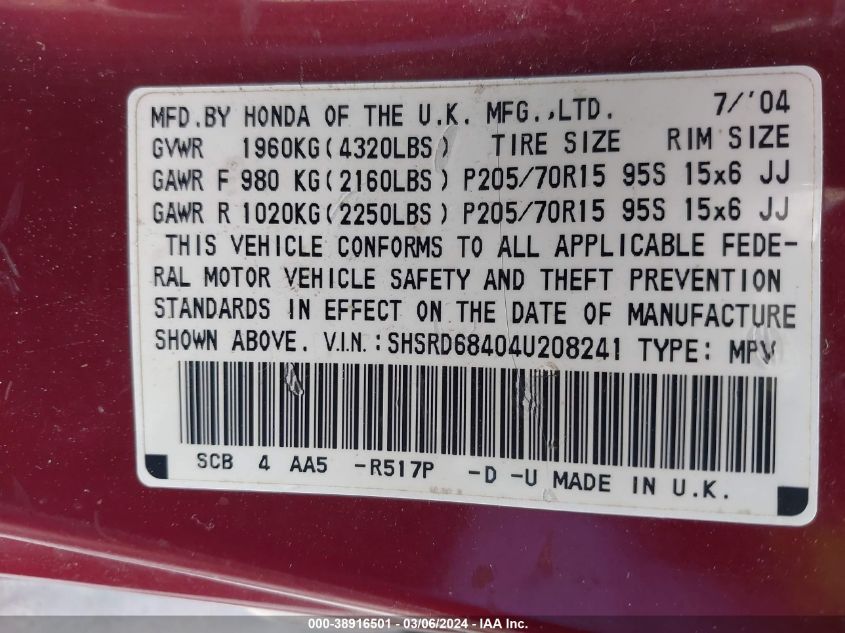 MFD.BY HONDA OF THE U.K. MFG.,LTD. 7/'04
GVWR 1960KG(4320LBS) TIRE SIZE RIM SIZE
GAWR F 980 KG(2160LBS) P205/70R15 95S 15x6 JJ
GAWR R 1020KG(2250LBS) P205/70R15 95S 15x6 JJ
THIS VEHICLE CONFORMS TO ALL APPLICABLE FEDE-
RAL MOTOR VEHICLE SAFETY AND THEFT PREVENTION
STANDARDS IN EFFECT ON THE DATE OF MANUFACTURE
SHOWN ABOVE. V.I.N.:SHSRD68404U208241 TYPE: MPV
SCB 4 AA5 -R517P -D -U MADE IN U.K.
000-38916501 — 03/06/2024 — IAA Inc.